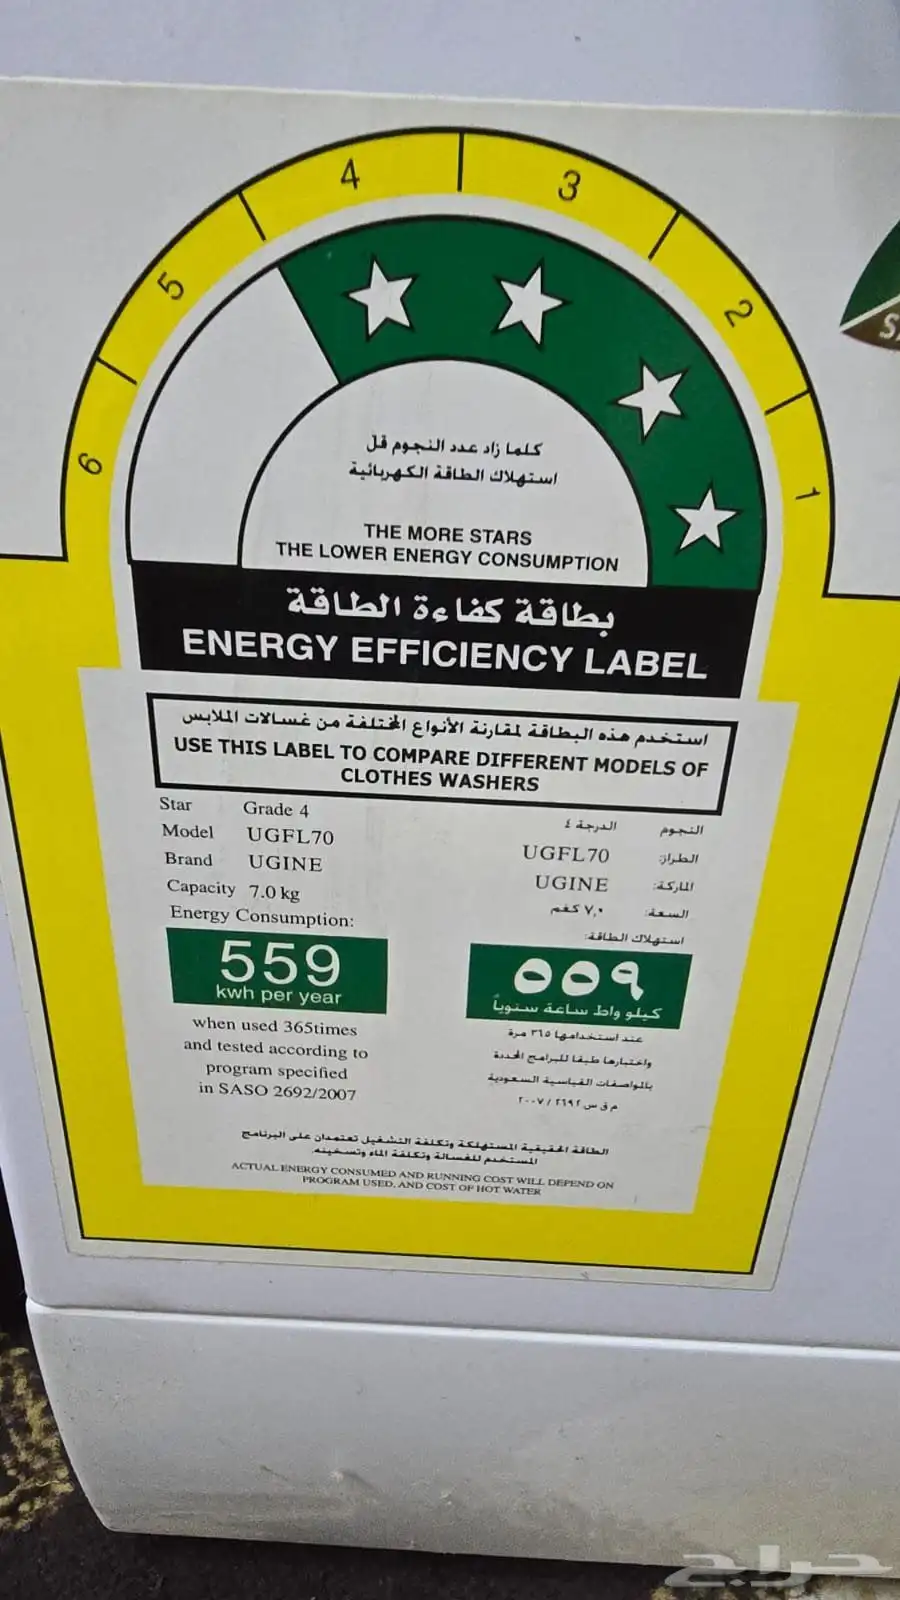 4
3
5
2
6
1
كلما زاد عدد النجوم قل
استهلاك الطاقة الكهربائية
THE MORE STARS
THE LOWER ENERGY CONSUMPTION
بطاقة كفاءة الطاقة
ENERGY EFFICIENCY LABEL
استخدم هذه البطاقة لمقارنة الأنواع المختلفة من غسالات الملابس
USE THIS LABEL TO COMPARE DIFFERENT MODELS OF
CLOTHES WASHERS
Star Grade 4
Model UGFL70
Brand UGINE
Capacity 7.0 kg
Energy Consumption:
559
kwh per year
when used 365times
and tested according to
program specified
in SASO 2692/2007
النجوم الدرجة ٤
الطراز: UGFL70
الماركة: UGINE
السعة: ٧,٠ كغم
استهلاك الطاقة:
٥٥٩
كيلو واط ساعة سنوياً
عند استخدامها ٣٦٥ مرة
واختبارها طبقا للبرامج المحددة
بالمواصفات القياسية السعودية
م ق س ٢٦٩٢ / ٢٠٠٧
الطاقة الحقيقية المستهلكة وتكلفة التشغيل تعتمدان على البرنامج
المستخدم للغسالة وتكلفة الماء وتسخينه.
ACTUAL ENERGY CONSUMED AND RUNNING COST WILL DEPEND ON
PROGRAM USED, AND COST OF HOT WATER
حراج